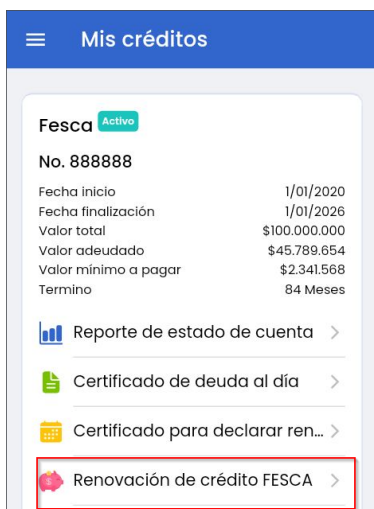 Mis créditos
Fesca Activo
No. 888888
Fecha inicio 1/01/2020
Fecha finalización 1/01/2026
Valor total $100.000.000
Valor adeudado $45.789.654
Valor mínimo a pagar $2.341.568
Termino 84 Meses
Reporte de estado de cuenta
Certificado de deuda al día
Certificado para declarar ren...
Renovación de crédito FESCA